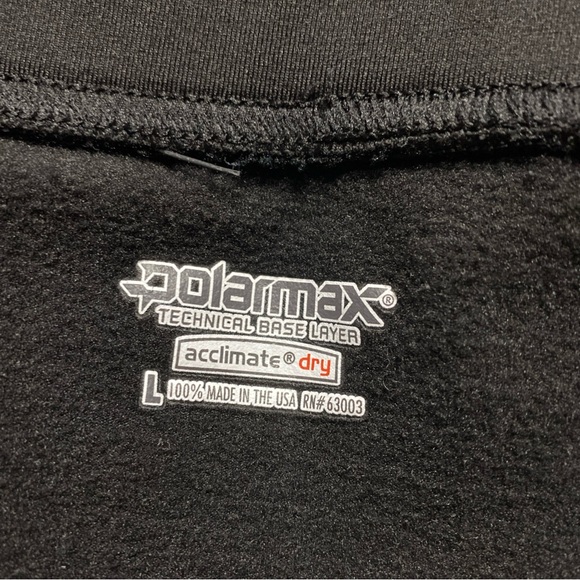 polarmax®
TECHNICAL BASE LAYER
acclimate® dry
L 100% MADE IN THE USA RN#63003